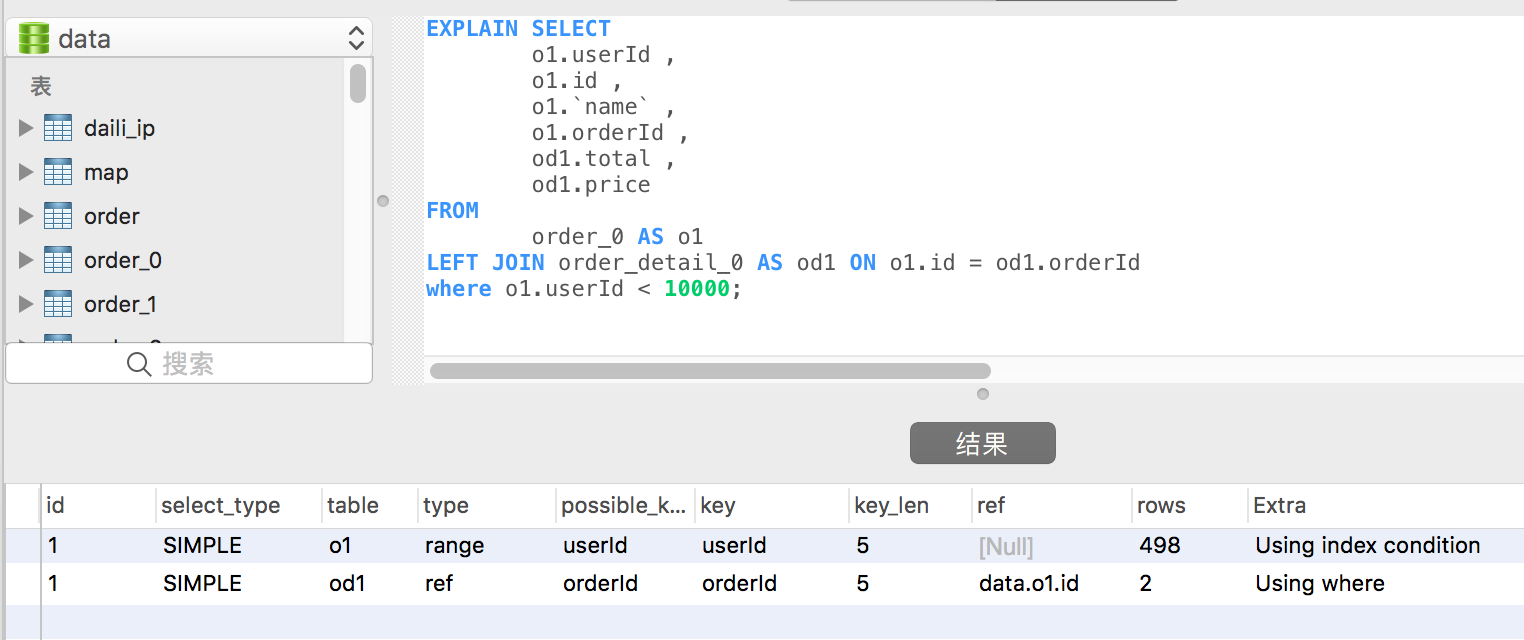 data
表
daili_ip
map
order
order_0
order_1
搜索
EXPLAIN SELECT
o1.userId ,
o1.id ,
o1.`name` ,
o1.orderId ,
od1.total ,
od1.price
FROM
order_0 AS o1
LEFT JOIN order_detail_0 AS od1 ON o1.id = od1.orderId
where o1.userId < 10000;
结果
id select_type table type possible_k... key key_len ref rows Extra
1 SIMPLE o1 range userId userId 5 [Null] 498 Using index condition
1 SIMPLE od1 ref orderId orderId 5 data.o1.id 2 Using where